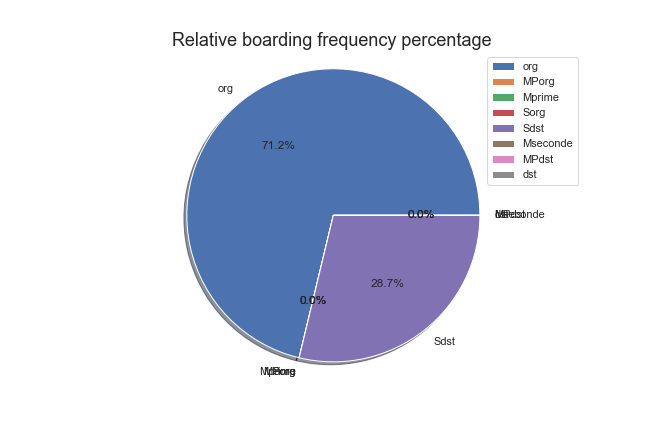 Relative boarding frequency percentage
org
MPorg
Mprime
Sorg
Sdst
Mseconde
MPdst
dst
org
71.2%
0.0%
28.7%
0.0%
Sdst